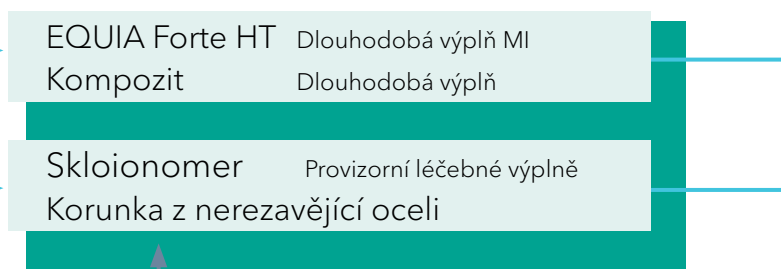 EQUIA Forte HT Dlouhodobá výplň MI
Kompozit Dlouhodobá výplň
Skloionomer Provizorní léčebné výplně
Korunka z nerezavějící oceli